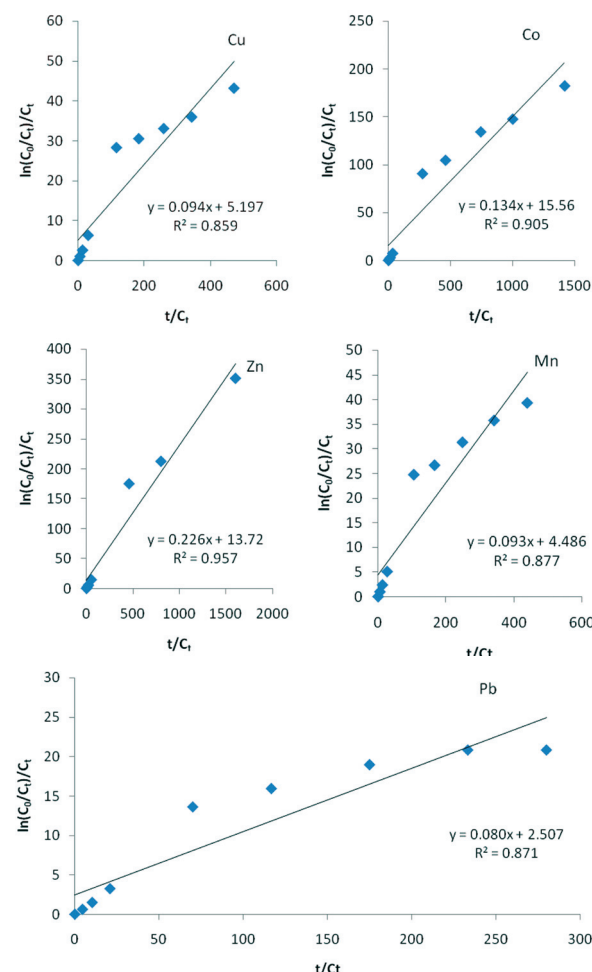 Cu
ln(C₀/Cₜ)/Cₜ
60
50
40
30
20
10
0
y = 0.094x + 5.197
R² = 0.859
0 200 400 600
t/Cₜ
Co
ln(C₀/Cₜ)/Cₜ
250
200
150
100
50
0
y = 0.134x + 15.56
R² = 0.905
0 500 1000 1500
t/Cₜ
Zn
ln(C₀/Cₜ)/Cₜ
400
350
300
250
200
150
100
50
0
y = 0.226x + 13.72
R² = 0.957
0 500 1000 1500 2000
t/Cₜ
Mn
ln(C₀/Cₜ)/Cₜ
50
45
40
35
30
25
20
15
10
5
0
y = 0.093x + 4.486
R² = 0.877
0 200 400 600
t/Ct
Pb
ln(C₀/Cₜ)/Cₜ
30
25
20
15
10
5
0
y = 0.080x + 2.507
R² = 0.871
0 50 100 150 200 250 300
t/Ct